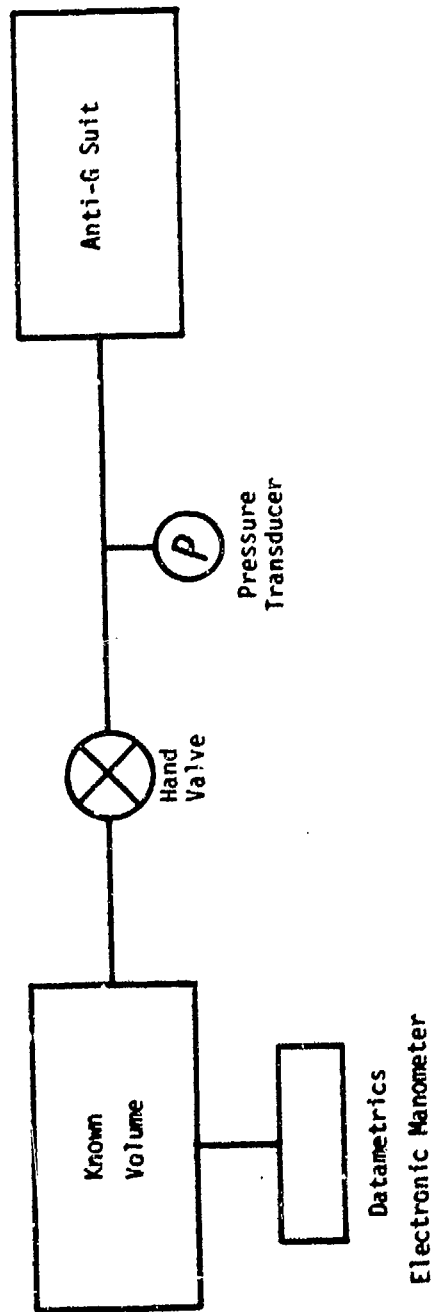 Known
Volume
Datametrics
Electronic Manometer
Hand
Valve
P
Pressure
Transducer
Anti-G Suit